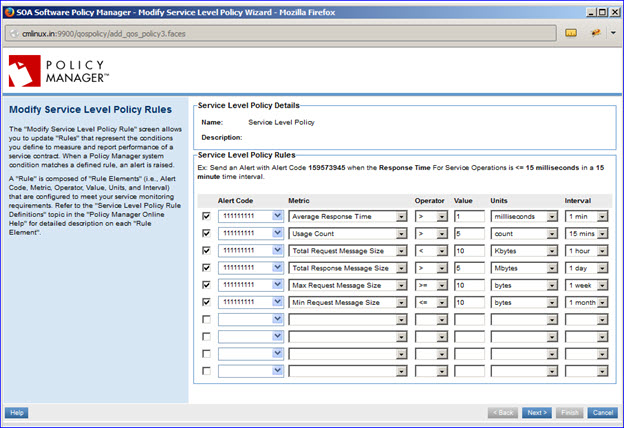 SOA Software Policy Manager - Modify Service Level Policy Wizard - Mozilla Firefox
cmlinux.in:9900/qospolicy/add_qos_policy3.faces
POLICY
MANAGER™
Modify Service Level Policy Rules
The "Modify Service Level Policy Rule" screen allows
you to update "Rules" that represent the conditions
you define to measure and report performance of
a service contract. When a Policy Manager system
condition matches a defined rule, an alert is raised.
A "Rule" is composed of "Rule Elements" (i.e., Alert
Code, Metric, Operator, Value, Units, and Interval)
that are configured to meet your service monitoring
requirements. Refer to the "Service Level Policy Rule
Definitions" topic in the "Policy Manager Online
Help" for detailed description on each "Rule
Element".
Service Level Policy Details
Name: Service Level Policy
Description:
Service Level Policy Rules
Ex: Send an Alert with Alert Code 159573945 when the Response Time For Service Operations is <= 15 milliseconds in a 15
minute time interval.
Alert Code Metric Operator Value Units Interval
111111111 Average Response Time > 1 milliseconds 1 min
111111111 Usage Count > 5 count 15 mins
111111111 Total Request Message Size < 10 Kbytes 1 hour
111111111 Total Response Message Size > 5 Mbytes 1 day
111111111 Max Request Message Size >= 10 bytes 1 week
111111111 Min Request Message Size <= 10 bytes 1 month
Help < Back Next > Finish Cancel